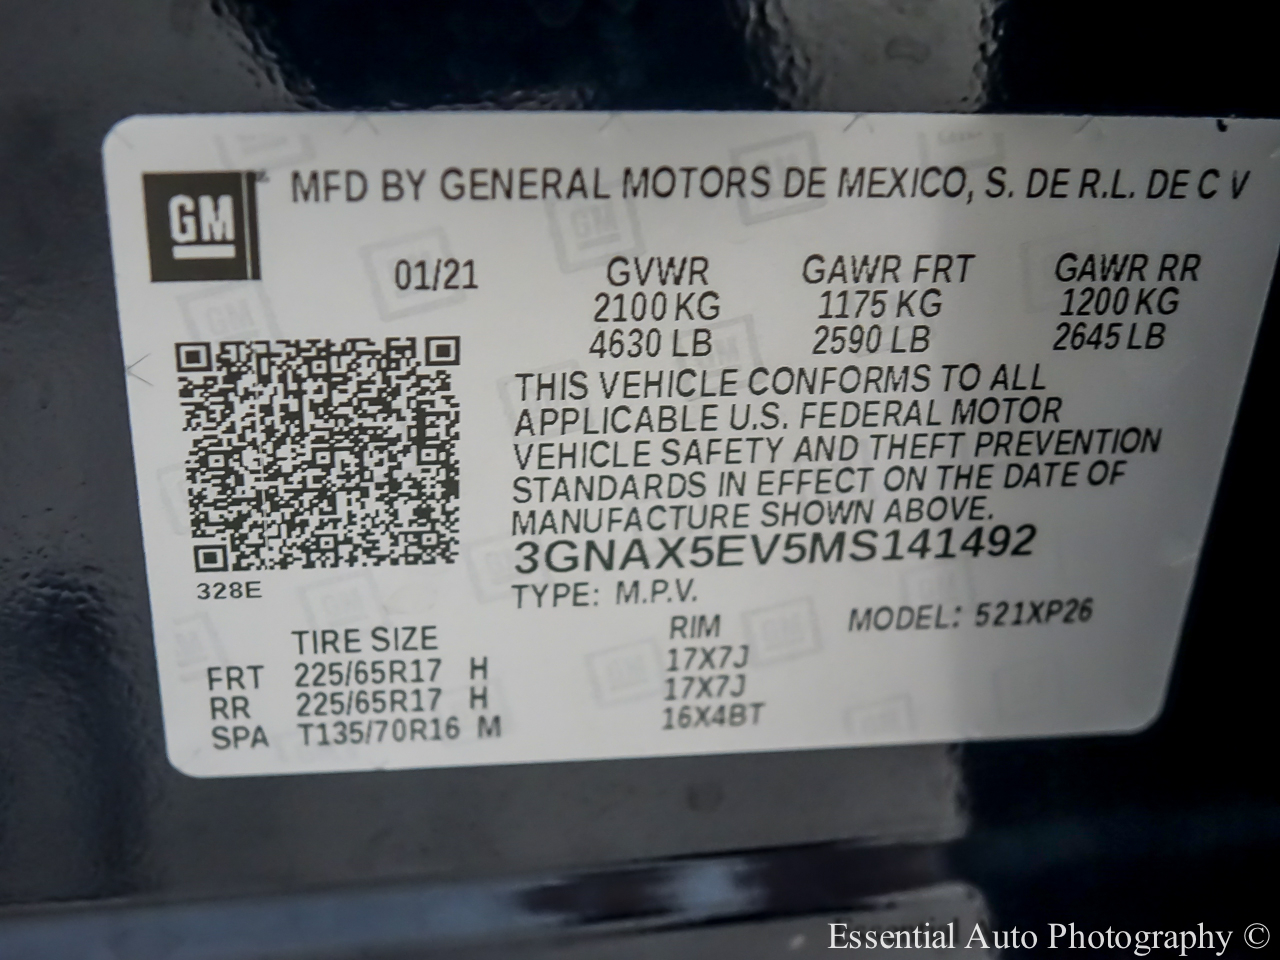 GM
MFD BY GENERAL MOTORS DE MEXICO, S. DE R.L. DE C V
01/21
GVWR GAWR FRT GAWR RR
2100 KG 1175 KG 1200 KG
4630 LB 2590 LB 2645 LB
THIS VEHICLE CONFORMS TO ALL
APPLICABLE U.S. FEDERAL MOTOR
VEHICLE SAFETY AND THEFT PREVENTION
STANDARDS IN EFFECT ON THE DATE OF
MANUFACTURE SHOWN ABOVE.
3GNAX5EV5MS141492
328E
TYPE: M.P.V. MODEL: 521XP26
TIRE SIZE RIM
FRT 225/65R17 H 17X7J
RR 225/65R17 H 17X7J
SPA T135/70R16 M 16X4BT
Essential Auto Photography ©